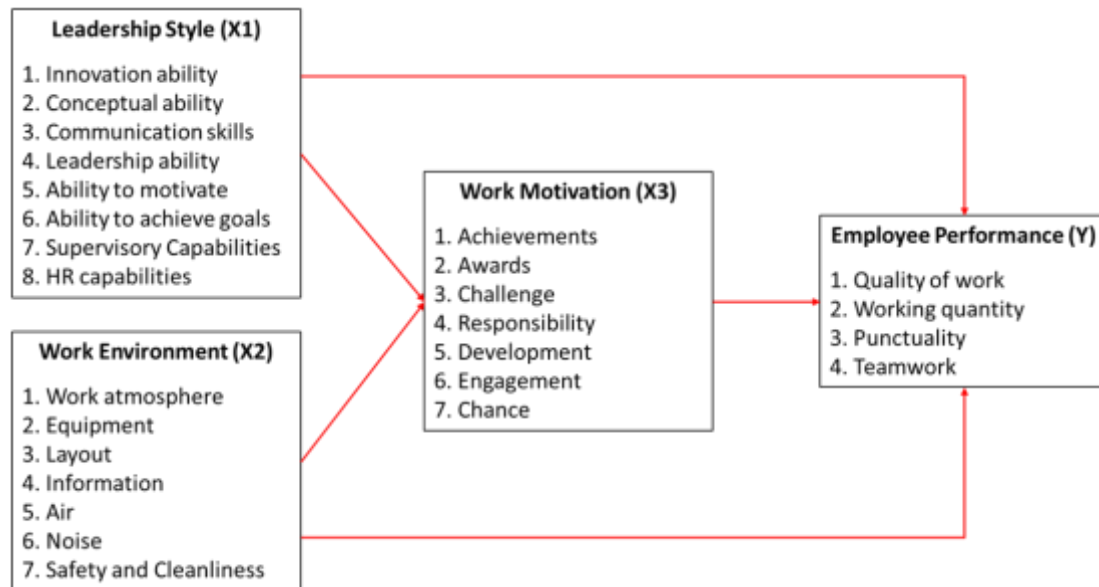 Leadership Style (X1)
1. Innovation ability
2. Conceptual ability
3. Communication skills
4. Leadership ability
5. Ability to motivate
6. Ability to achieve goals
7. Supervisory Capabilities
8. HR capabilities
Work Environment (X2)
1. Work atmosphere
2. Equipment
3. Layout
4. Information
5. Air
6. Noise
7. Safety and Cleanliness
Work Motivation (X3)
1. Achievements
2. Awards
3. Challenge
4. Responsibility
5. Development
6. Engagement
7. Chance
Employee Performance (Y)
1. Quality of work
2. Working quantity
3. Punctuality
4. Teamwork